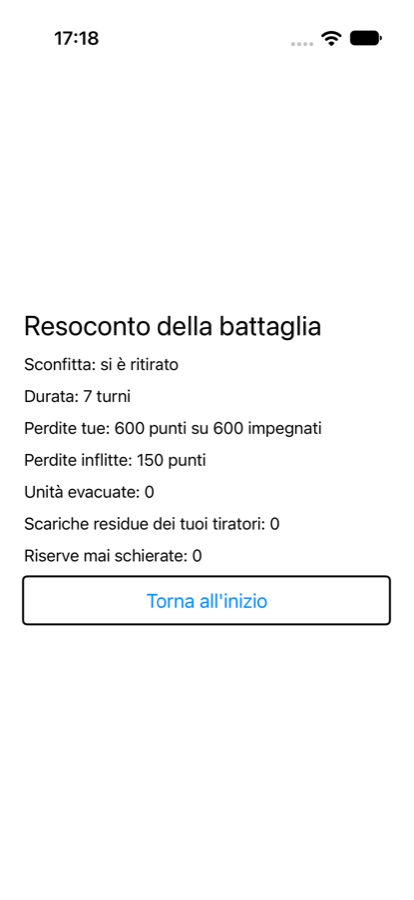 17:18
Resoconto della battaglia
Sconfitta: si è ritirato
Durata: 7 turni
Perdite tue: 600 punti su 600 impegnati
Perdite inflitte: 150 punti
Unità evacuate: 0
Scariche residue dei tuoi tiratori: 0
Riserve mai schierate: 0
Torna all'inizio